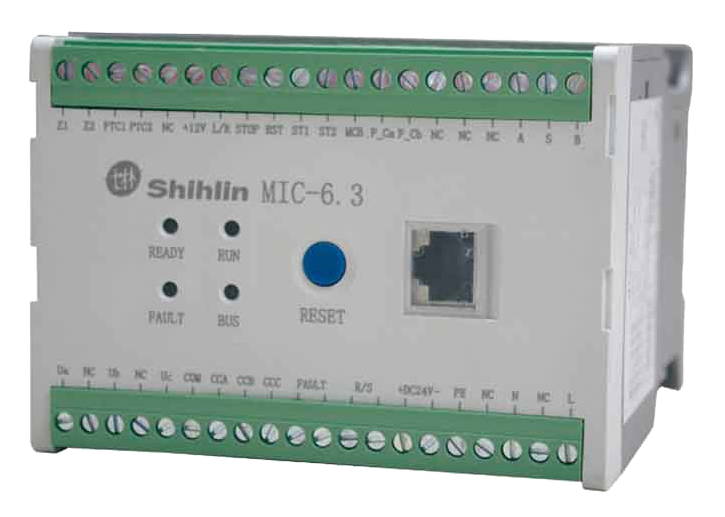 Z1 Z2 PTC1 PTC2 NC +12V L/R STOP RST ST1 ST2 MCB P_Ca P_Cb NC NC NC A S B
Shihlin MIC-6.3
READY RUN
FAULT BUS
RESET
Ua NC Ub NC Uc COM CCA CCB CCC FAULT R/S +DC24V- PE NC N NC L